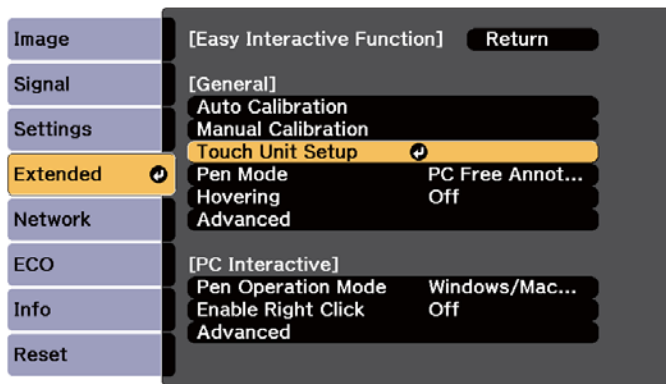 Image
Signal
Settings
Extended
Network
ECO
Info
Reset
[Easy Interactive Function] Return
[General]
Auto Calibration
Manual Calibration
Touch Unit Setup
Pen Mode PC Free Annot...
Hovering Off
Advanced
[PC Interactive]
Pen Operation Mode Windows/Mac...
Enable Right Click Off
Advanced